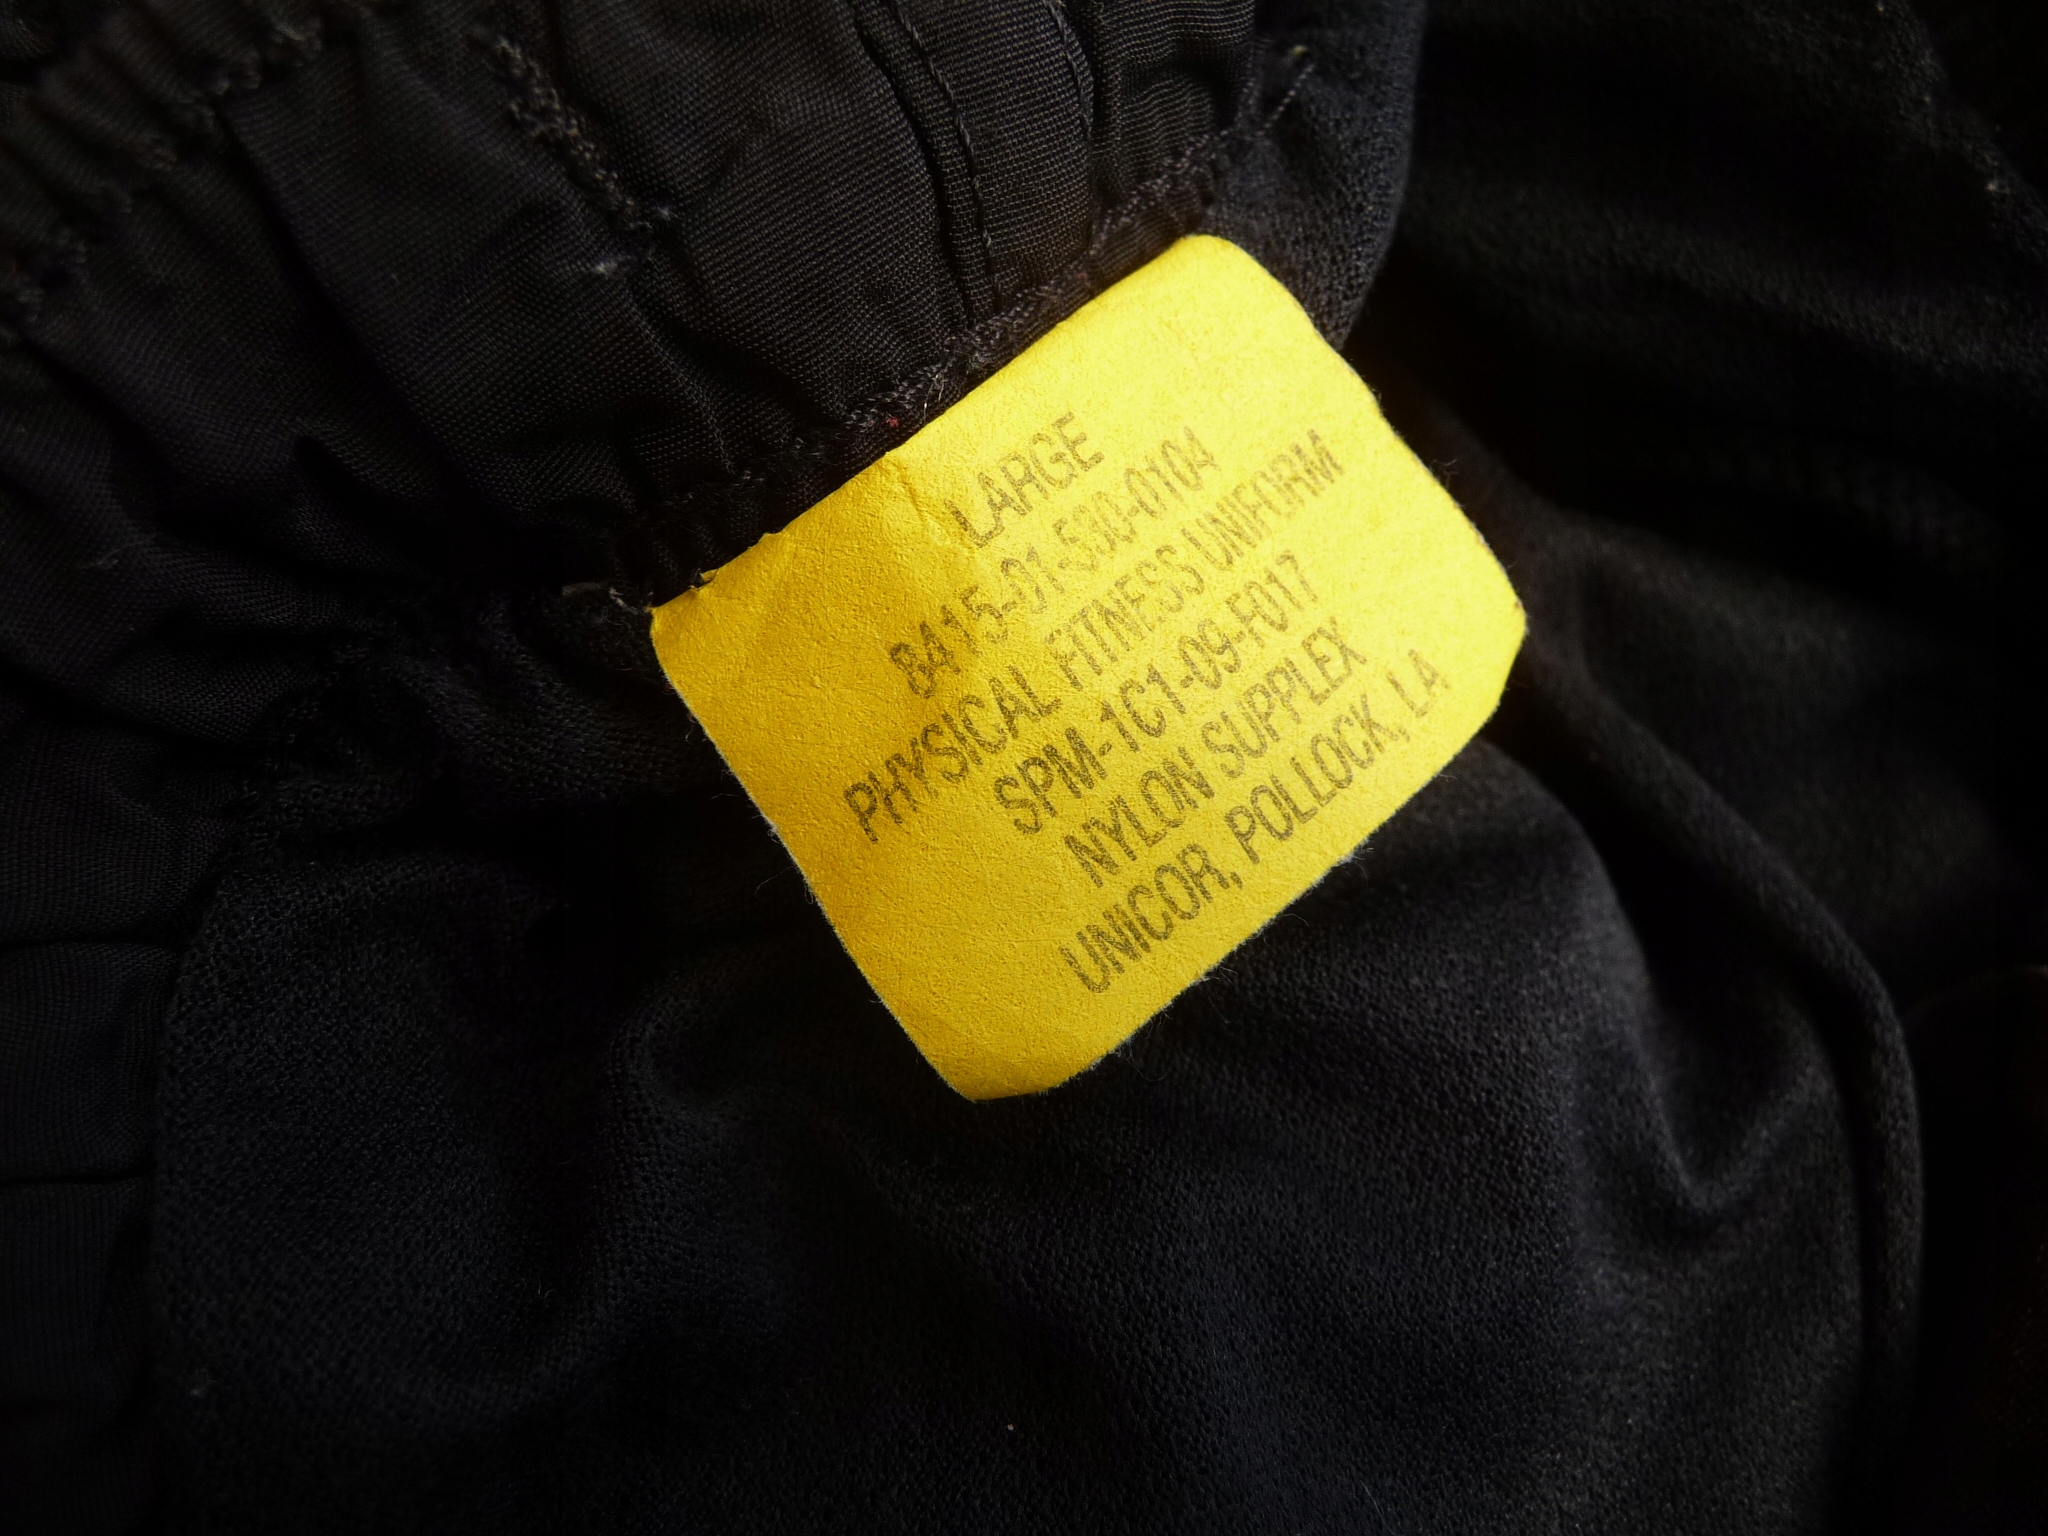 LARGE
8415-01-530-0104
PHYSICAL FITNESS UNIFORM
SPM-1C1-09-F017
NYLON SUPPLEX
UNICOR, POLLOCK, LA